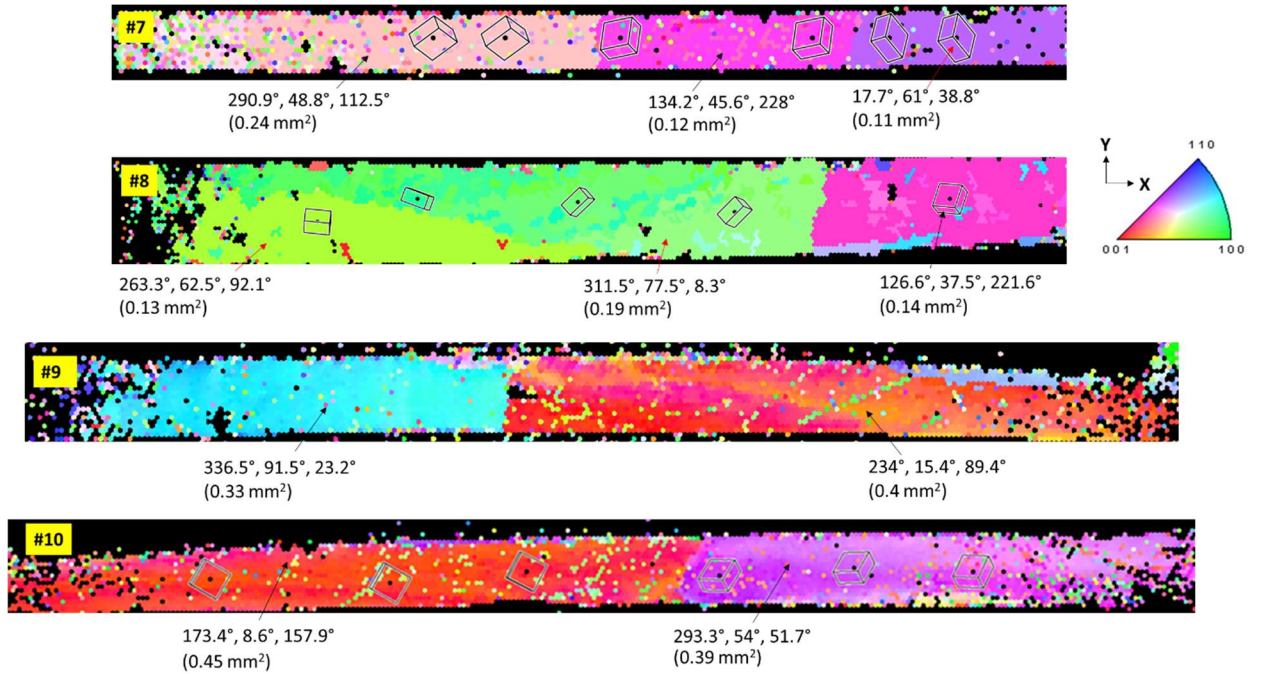 #7
290.9°, 48.8°, 112.5°
(0.24 mm²)
134.2°, 45.6°, 228°
(0.12 mm²)
17.7°, 61°, 38.8°
(0.11 mm²)
#8
263.3°, 62.5°, 92.1°
(0.13 mm²)
311.5°, 77.5°, 8.3°
(0.19 mm²)
126.6°, 37.5°, 221.6°
(0.14 mm²)
Y
X
110
001
100
#9
336.5°, 91.5°, 23.2°
(0.33 mm²)
234°, 15.4°, 89.4°
(0.4 mm²)
#10
173.4°, 8.6°, 157.9°
(0.45 mm²)
293.3°, 54°, 51.7°
(0.39 mm²)